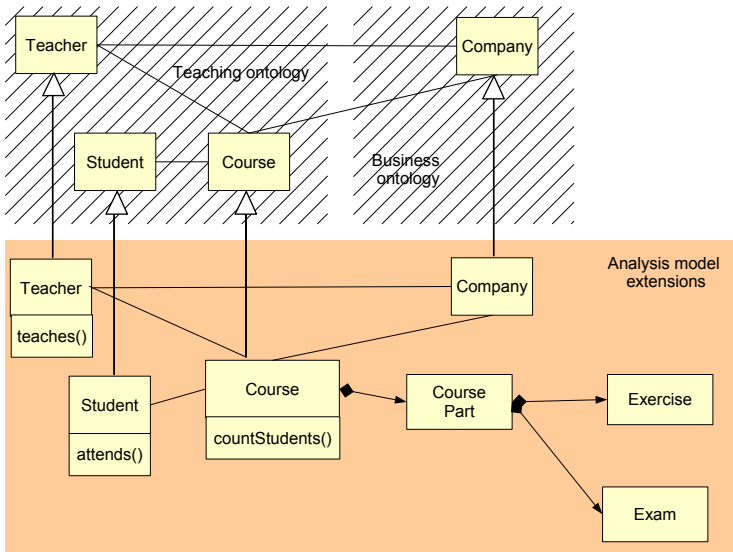 Teacher
Company
Teaching ontology
Student
Course
Business
ontology
Analysis model
extensions
Teacher
teaches()
Company
Student
attends()
Course
countStudents()
Course
Part
Exercise
Exam